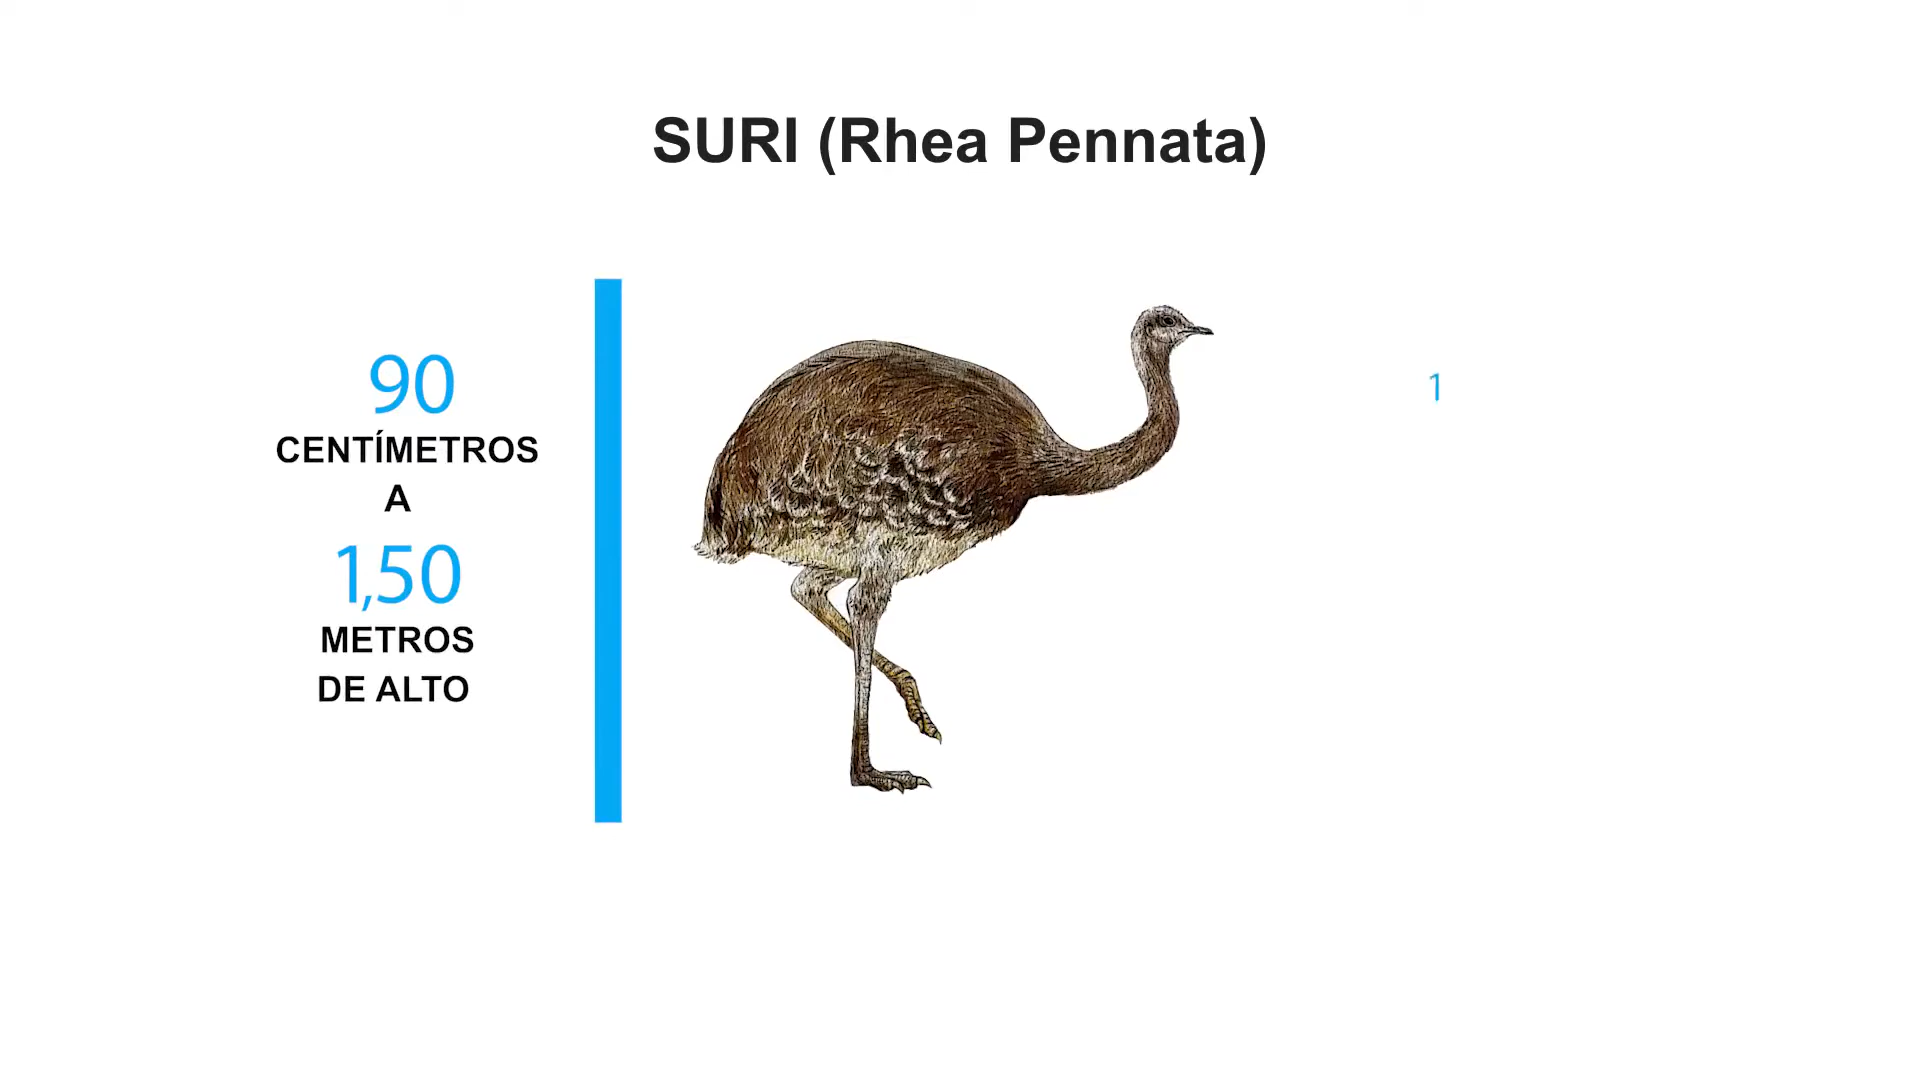 SURI (Rhea Pennata)
90
CENTÍMETROS
A
1,50
METROS
DE ALTO
1